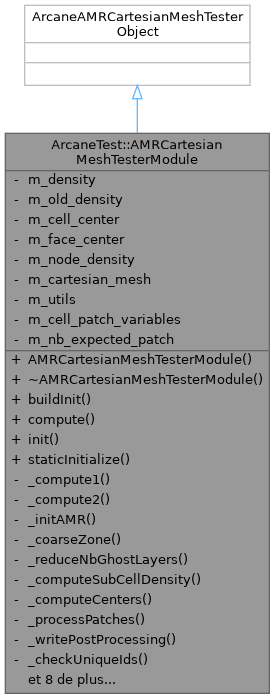 ArcaneAMRCartesianMeshTester
Object
ArcaneTest::AMRCartesian
MeshTesterModule
- m_density
- m_old_density
- m_cell_center
- m_face_center
- m_node_density
- m_cartesian_mesh
- m_utils
- m_cell_patch_variables
- m_nb_expected_patch
+ AMRCartesianMeshTesterModule()
+ ~AMRCartesianMeshTesterModule()
+ buildInit()
+ compute()
+ init()
+ staticInitialize()
- _compute1()
- _compute2()
- _initAMR()
- _coarseZone()
- _reduceNbGhostLayers()
- _computeSubCellDensity()
- _computeCenters()
- _processPatches()
- _writePostProcessing()
- _checkUniqueIds()
et 8 de plus...